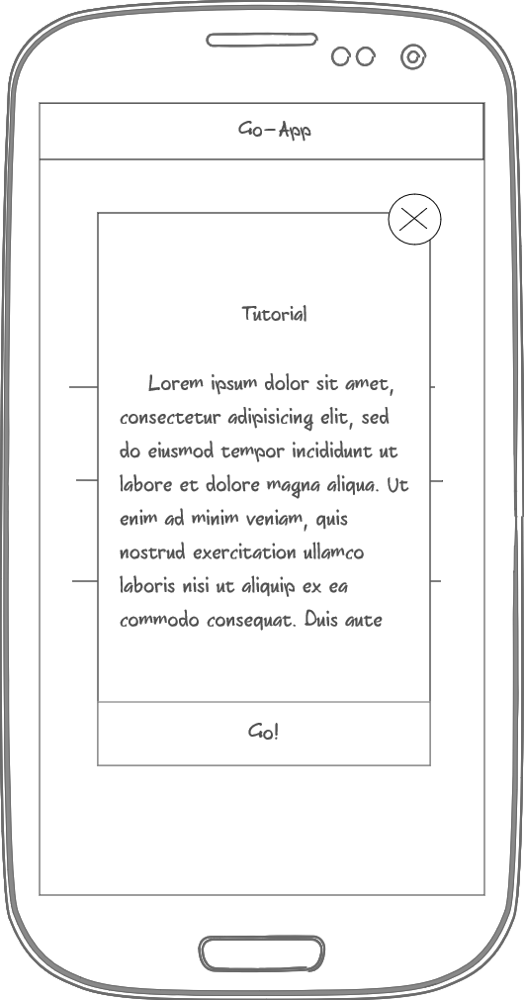 Go-App
Tutorial
Lorem ipsum dolor sit amet,
consectetur adipisicing elit, sed
do eiusmod tempor incididunt ut
labore et dolore magna aliqua. Ut
enim ad minim veniam, quis
nostrud exercitation ullamco
laboris nisi ut aliquip ex ea
commodo consequat. Duis aute
Go!